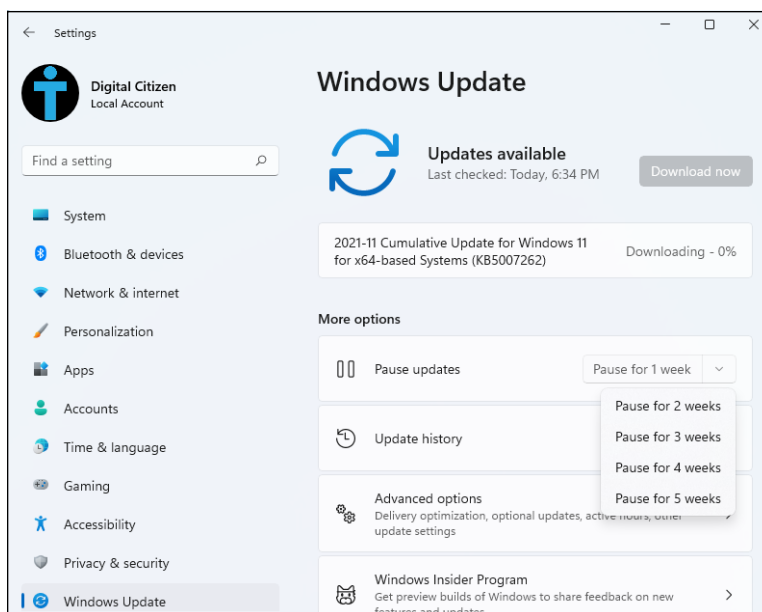 Settings
Digital Citizen
Local Account
Find a setting
System
Bluetooth & devices
Network & internet
Personalization
Apps
Accounts
Time & language
Gaming
Accessibility
Privacy & security
Windows Update
Windows Update
Updates available
Last checked: Today, 6:34 PM
Download now
2021-11 Cumulative Update for Windows 11
for x64-based Systems (KB5007262)
Downloading - 0%
More options
Pause updates
Pause for 1 week
Pause for 2 weeks
Pause for 3 weeks
Pause for 4 weeks
Pause for 5 weeks
Update history
Advanced options
Delivery optimization, optional updates, active hours, other
update settings
Windows Insider Program
Get preview builds of Windows to share feedback on new
features and updates